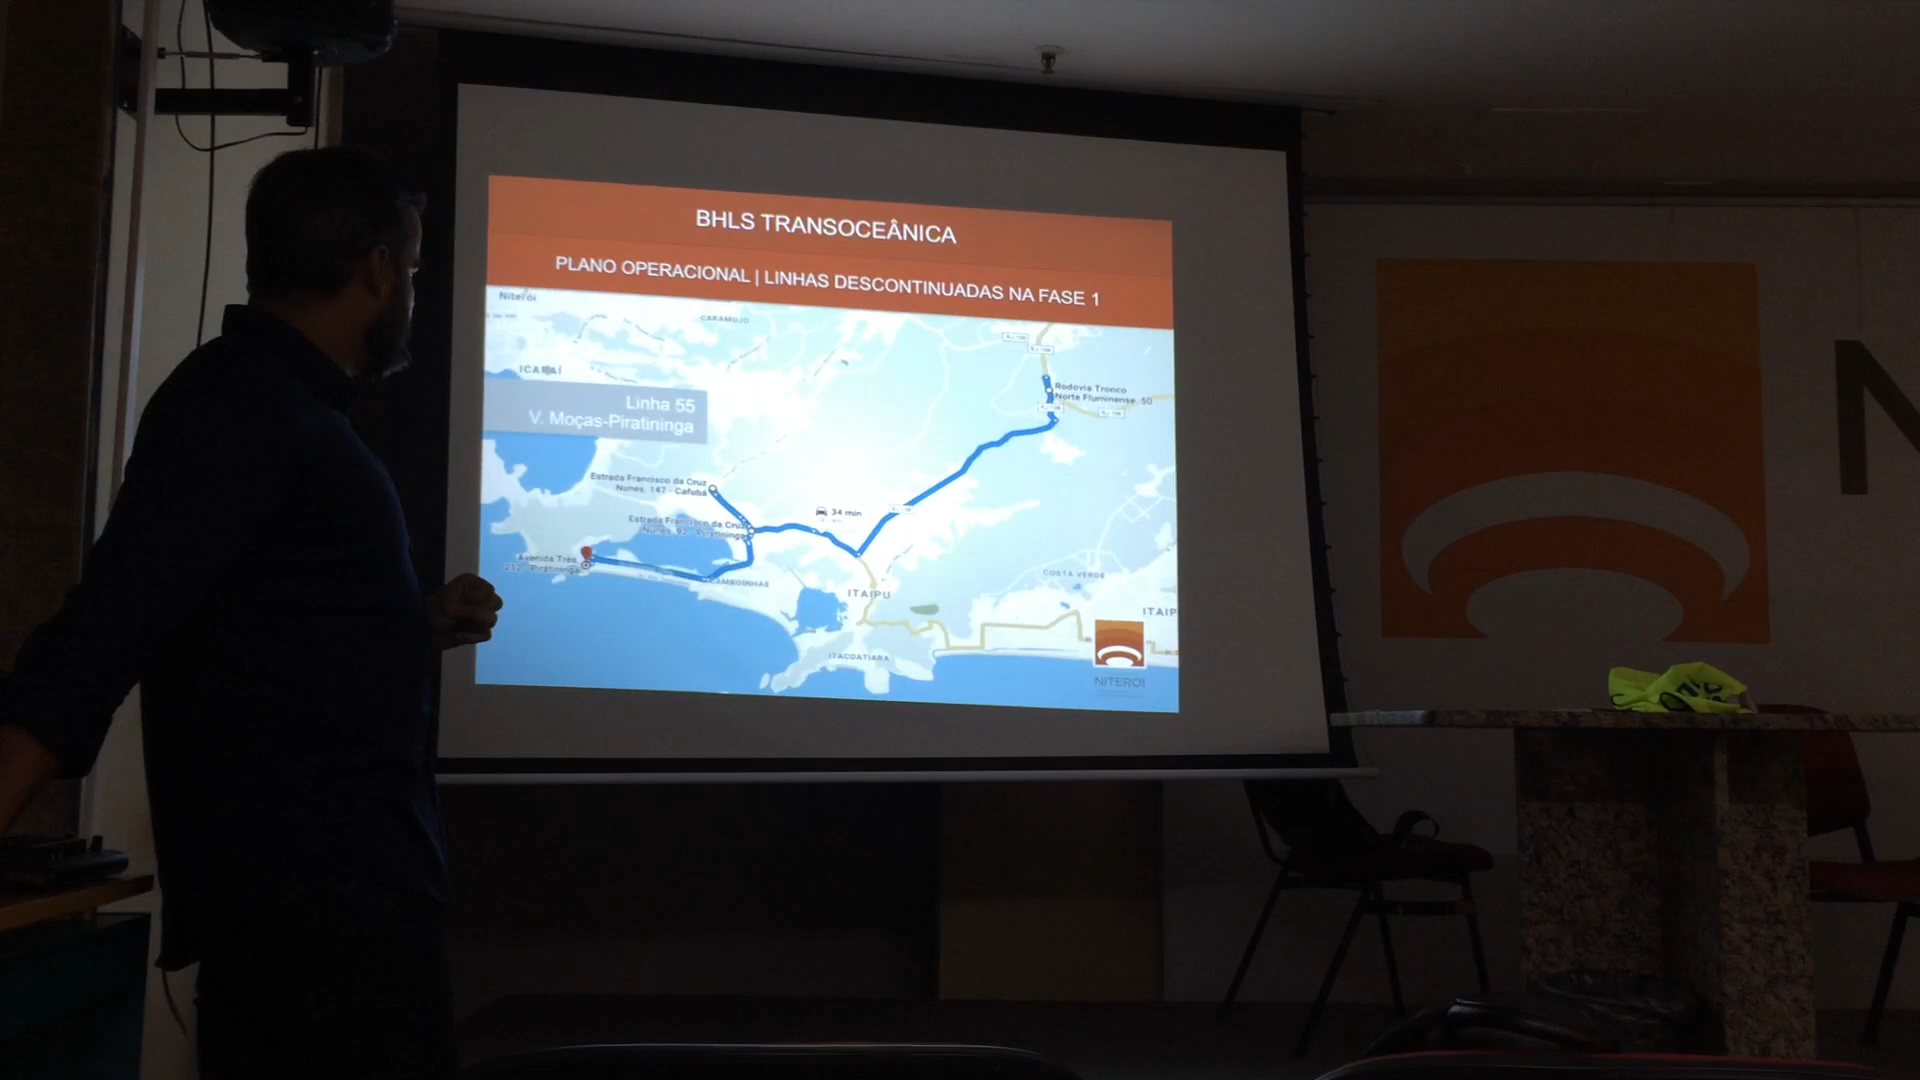 BHLS TRANSOCEÂNICA
PLANO OPERACIONAL | LINHAS DESCONTINUADAS NA FASE 1
Niterói
CARAMUJO
ICARAÍ
Linha 55
V. Moças-Piratininga
Rodovia Tronco
Norte Fluminense, 50
Estrada Francisco da Cruz
Nunes, 147 - Cafubá
34 min
Estrada Francisco da Cruz
Nunes, 92 - Piratininga
Avenida Três,
212 - Piratininga
CAMBOINHAS
ITAIPU
COSTA VERDE
ITAIP
ITACOATIARA
NITERÓI
N